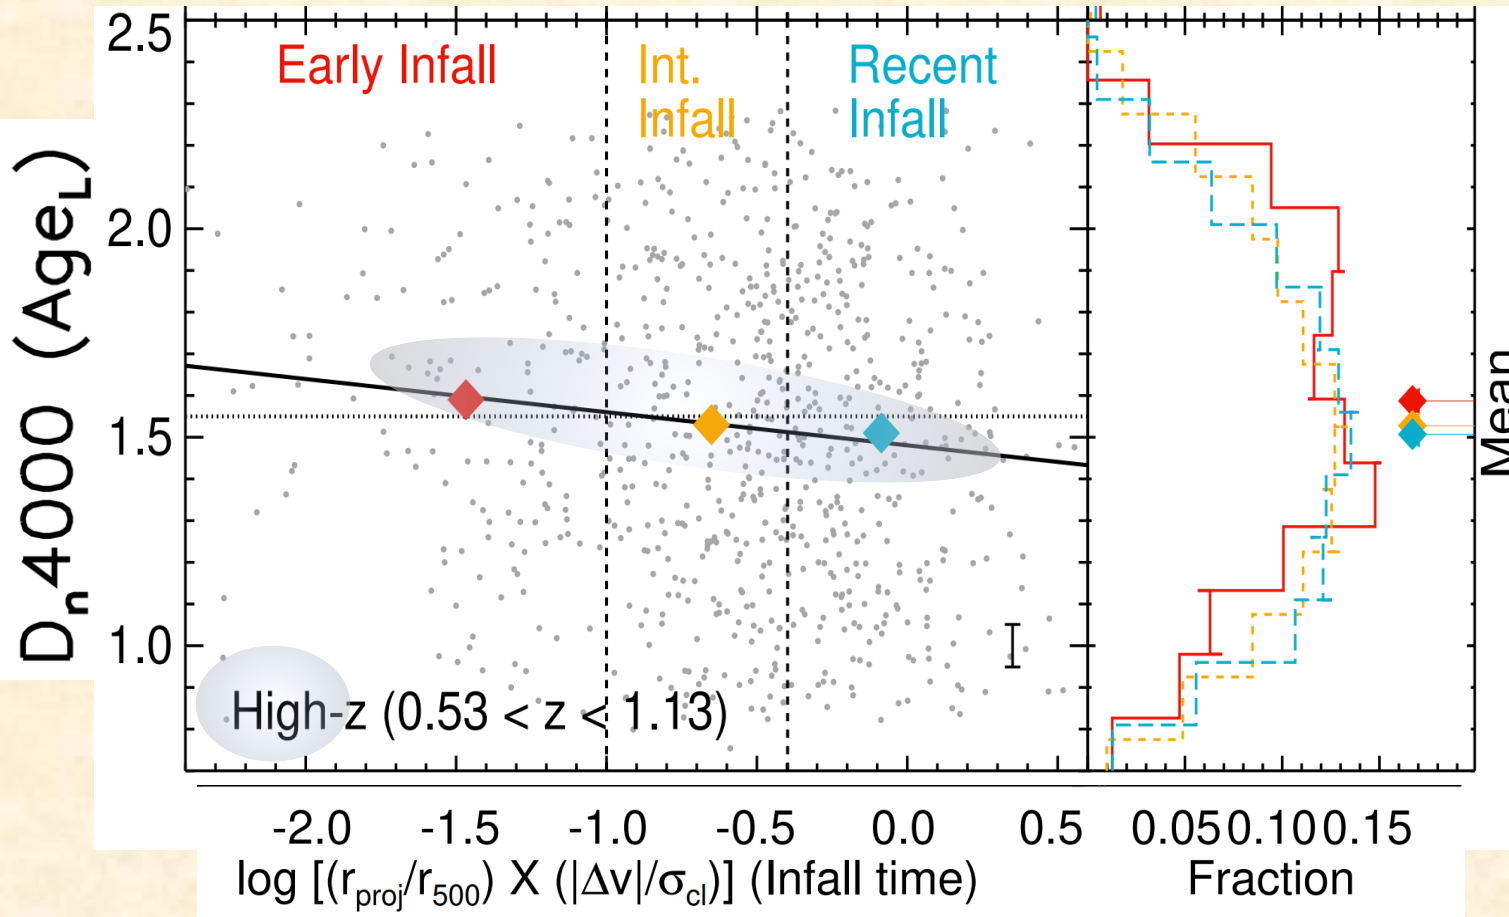 2.5
2.0
1.5
1.0
Dn4000 (AgeL)
Early Infall
Int.
Infall
Recent
Infall
High-z (0.53 < z < 1.13)
-2.0 -1.5 -1.0 -0.5 0.0 0.5
log [(rproj/r500) X (|Δv|/σcl)] (Infall time)
0.05 0.10 0.15
Fraction
Mean